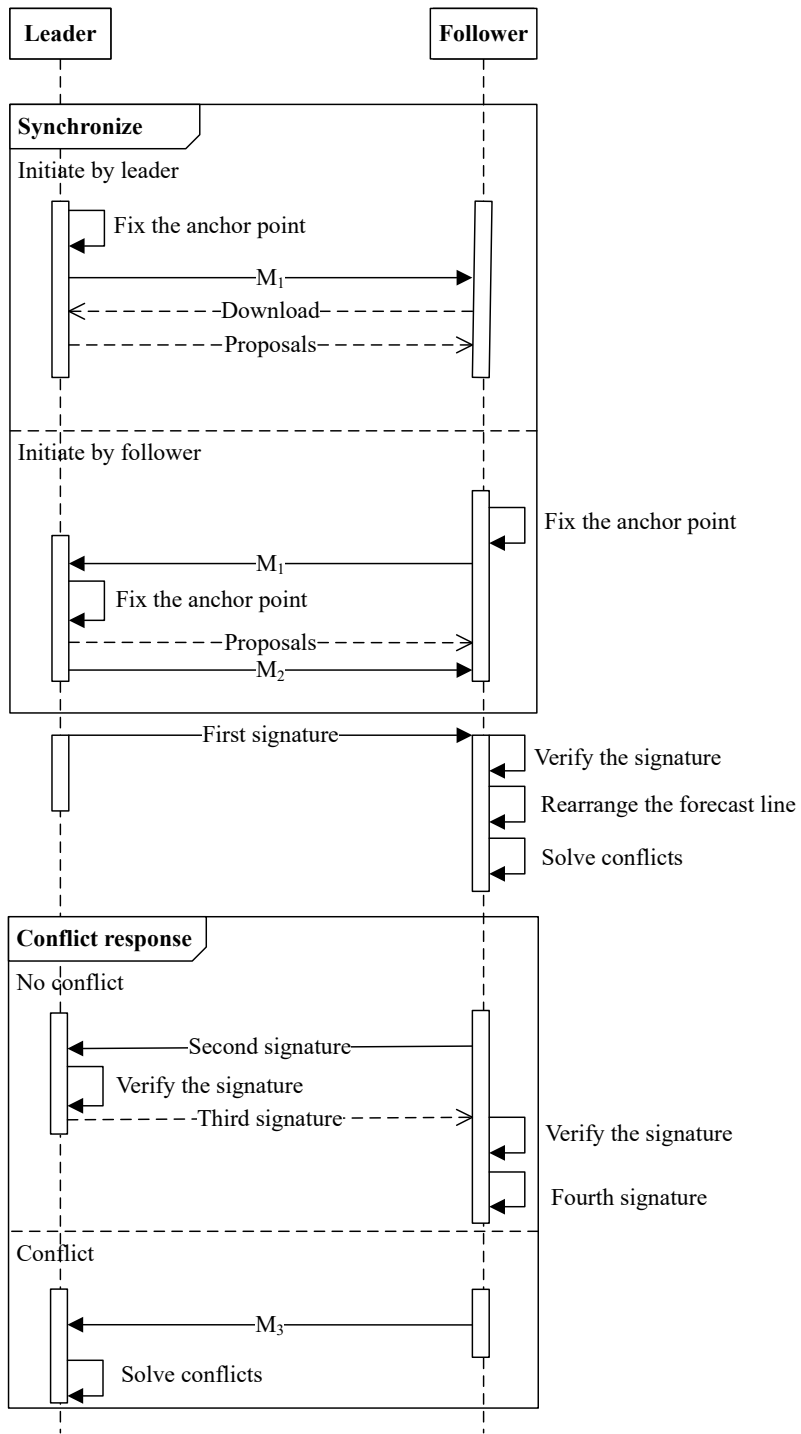 Leader
Follower
Synchronize
Initiate by leader
Fix the anchor point
M₁
Download
Proposals
Initiate by follower
Fix the anchor point
M₁
Fix the anchor point
Proposals
M₂
First signature
Verify the signature
Rearrange the forecast line
Solve conflicts
Conflict response
No conflict
Second signature
Verify the signature
Third signature
Verify the signature
Fourth signature
Conflict
M₃
Solve conflicts